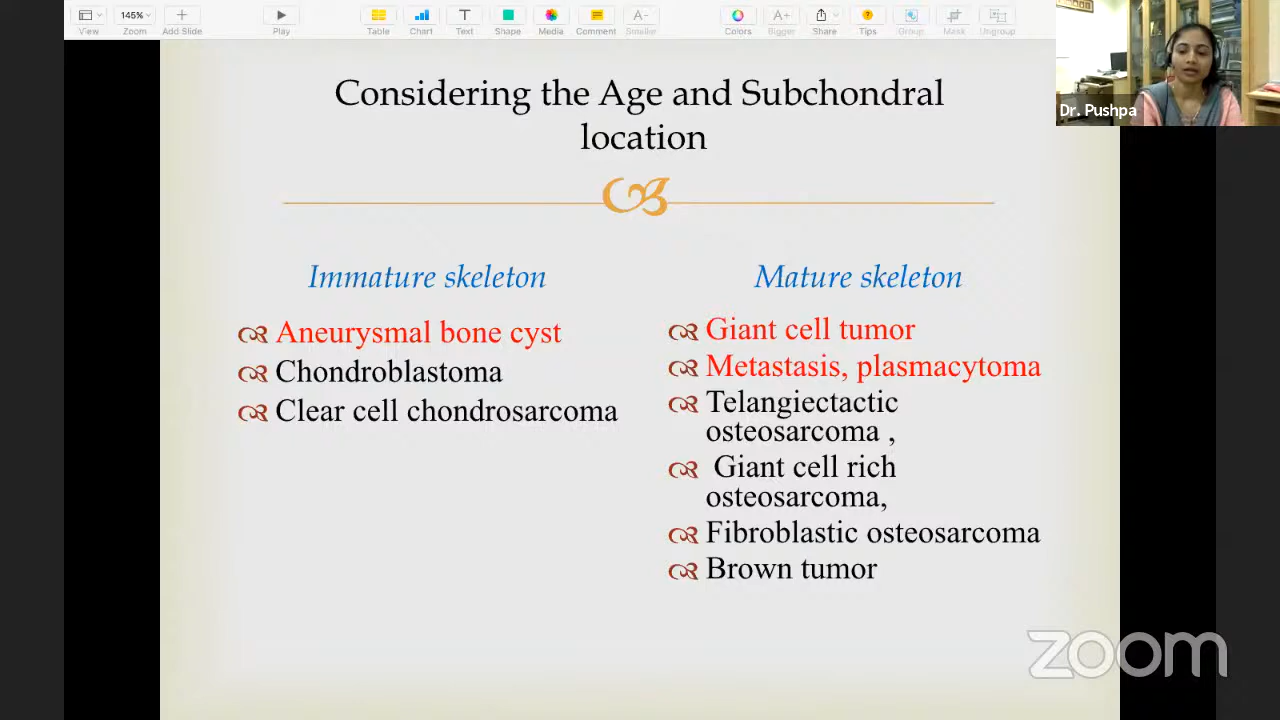 View
145%
Zoom
Add Slide
Play
Table
Chart
Text
Shape
Media
Comment
Smaller
Colors
Bigger
Share
Tips
Group
Mask
Ungroup
Dr. Pushpa
Considering the Age and Subchondral
location
Immature skeleton
Aneurysmal bone cyst
Chondroblastoma
Clear cell chondrosarcoma
Mature skeleton
Giant cell tumor
Metastasis, plasmacytoma
Telangiectactic
osteosarcoma ,
Giant cell rich
osteosarcoma,
Fibroblastic osteosarcoma
Brown tumor
zoom